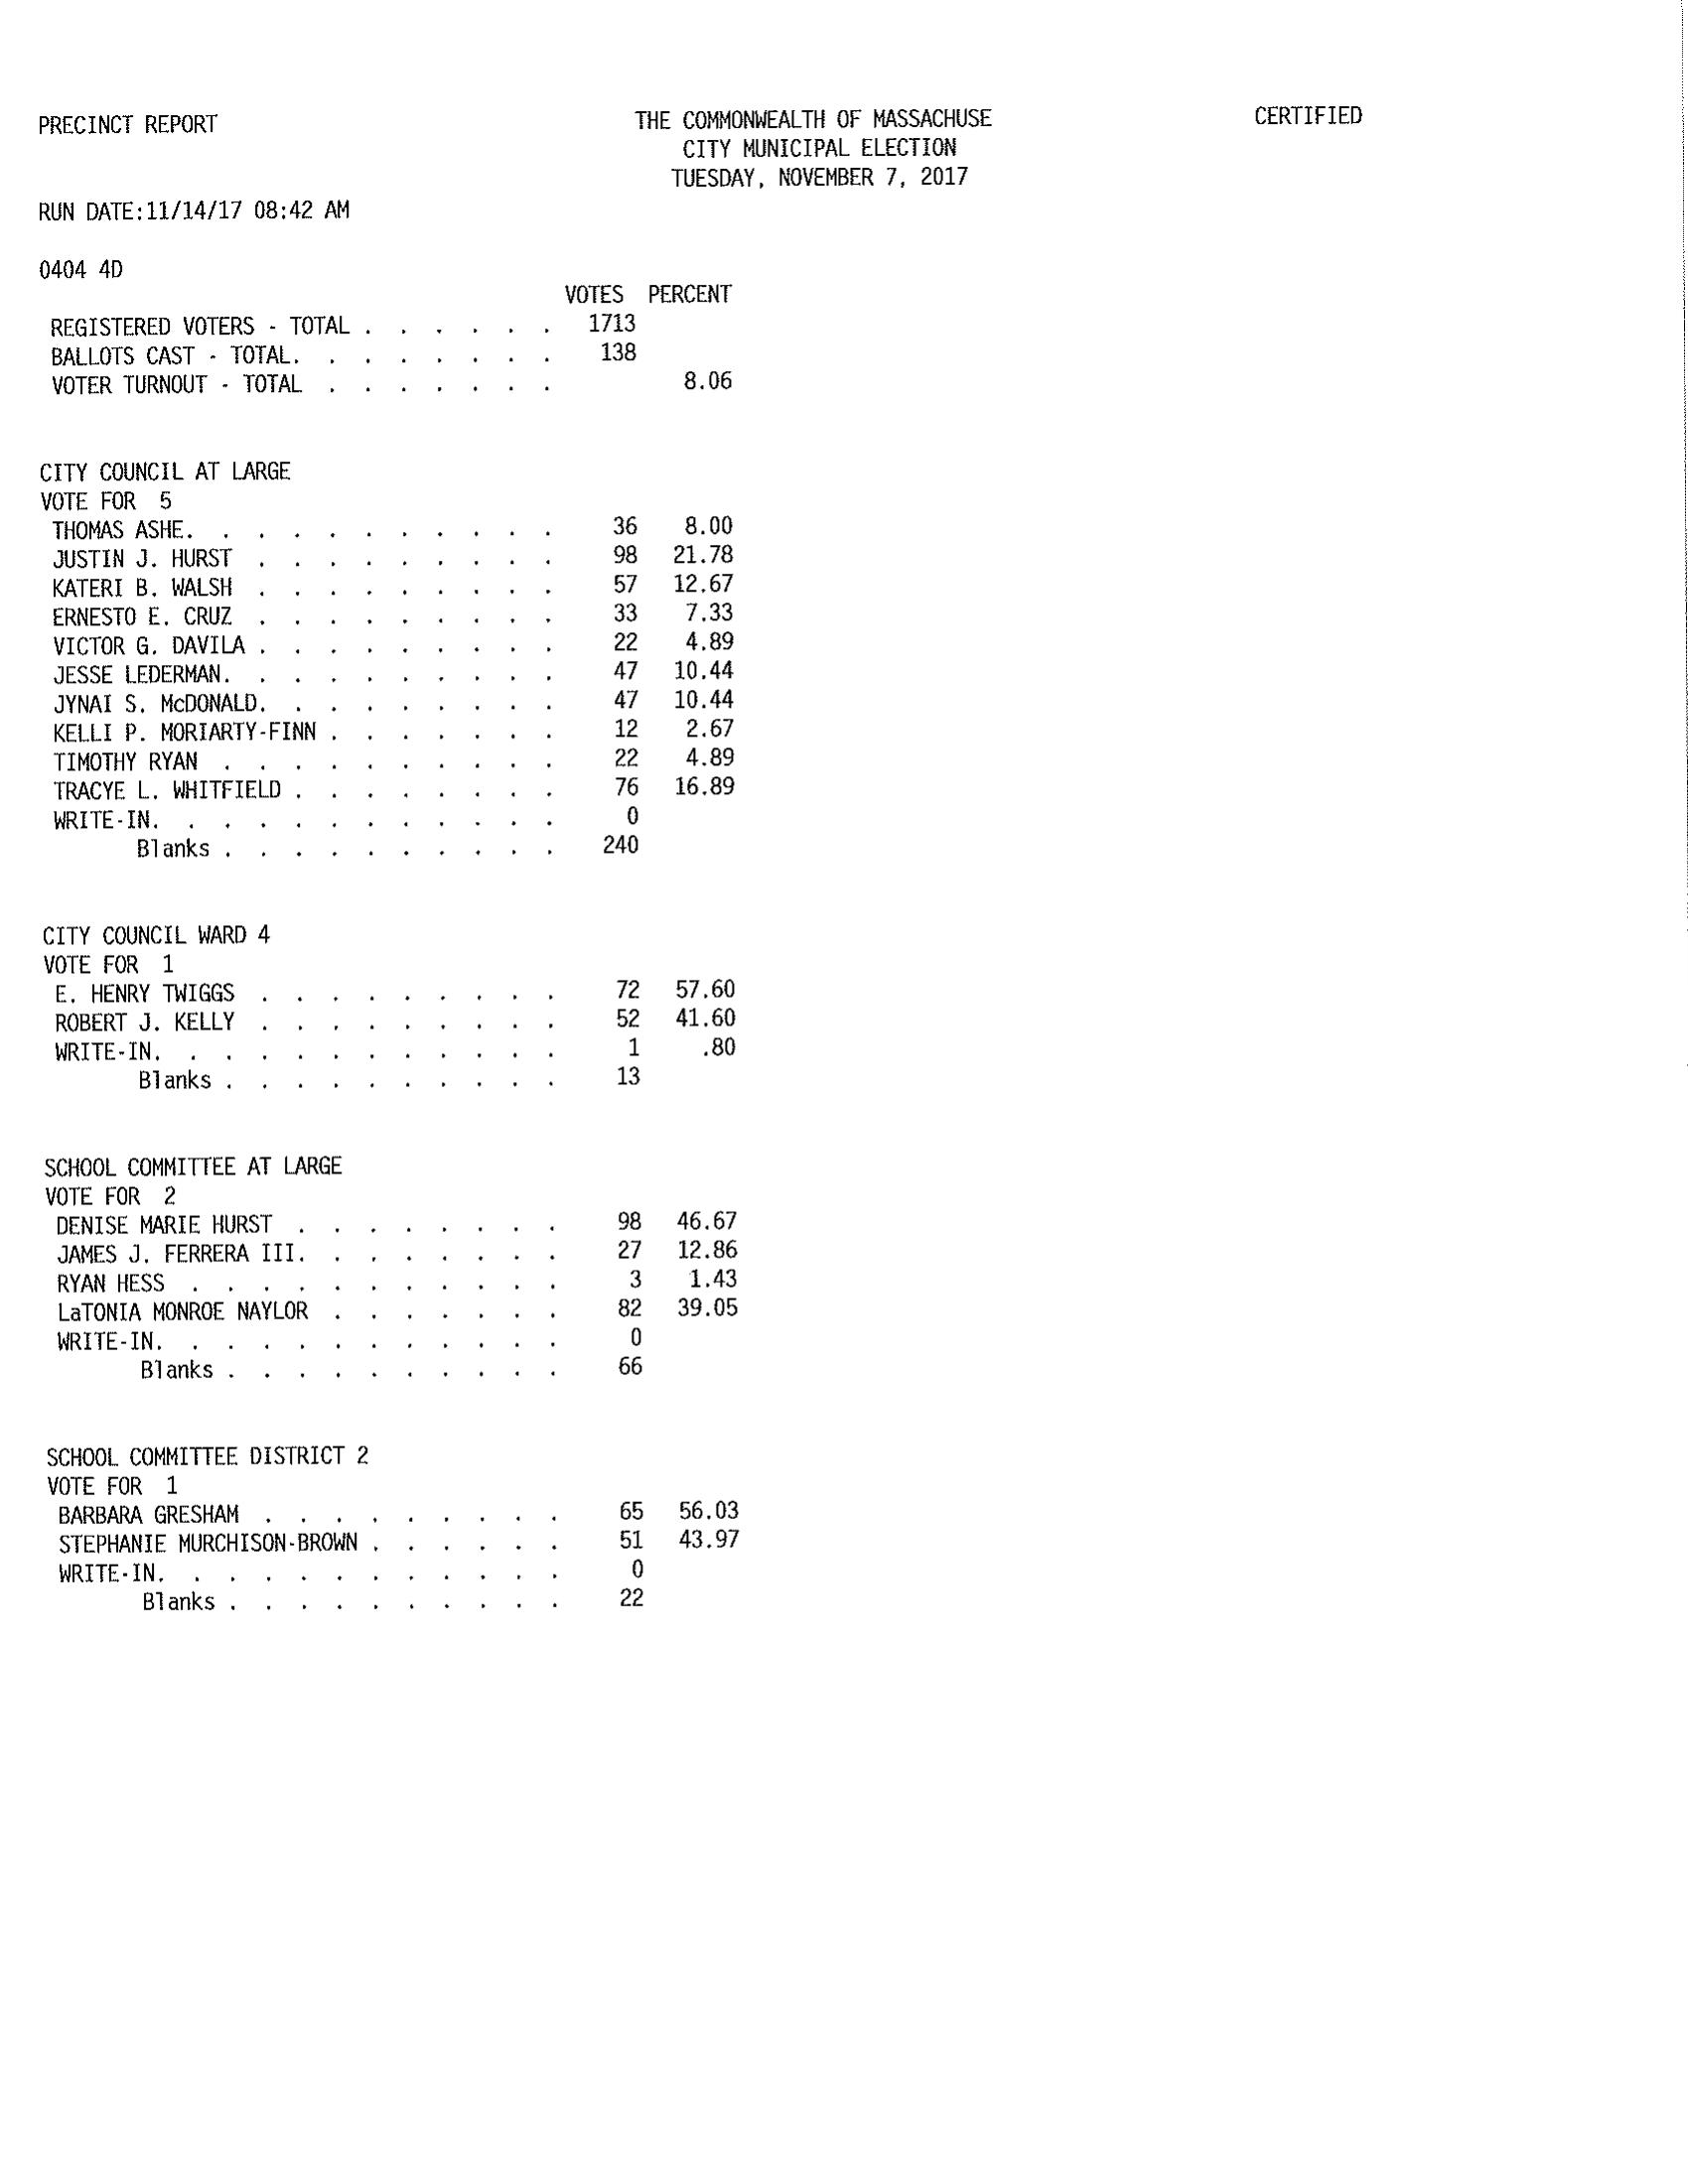 PRECINCT REPORT THE COMMONWEALTH OF MASSACHUSE CERTIFIED
CITY MUNICIPAL ELECTION
TUESDAY, NOVEMBER 7, 2017
RUN DATE:11/14/17 08:42 AM
0404 4D
VOTES PERCENT
REGISTERED VOTERS - TOTAL . . . . . . 1713
BALLOTS CAST - TOTAL. . . . . . . . 138
VOTER TURNOUT - TOTAL . . . . . . . 8.06
CITY COUNCIL AT LARGE
VOTE FOR 5
THOMAS ASHE. . . . . . . . . . . 36 8.00
JUSTIN J. HURST . . . . . . . . . 98 21.78
KATERI B. WALSH . . . . . . . . . 57 12.67
ERNESTO E. CRUZ . . . . . . . . . 33 7.33
VICTOR G. DAVILA . . . . . . . . . 22 4.89
JESSE LEDERMAN. . . . . . . . . . 47 10.44
JYNAI S. McDONALD. . . . . . . . . 47 10.44
KELLI P. MORIARTY-FINN . . . . . . . 12 2.67
TIMOTHY RYAN . . . . . . . . . . 22 4.89
TRACYE L. WHITFIELD . . . . . . . . 76 16.89
WRITE-IN. . . . . . . . . . . . 0
Blanks . . . . . . . . . . 240
CITY COUNCIL WARD 4
VOTE FOR 1
E. HENRY TWIGGS . . . . . . . . . 72 57.60
ROBERT J. KELLY . . . . . . . . . 52 41.60
WRITE-IN. . . . . . . . . . . . 1 .80
Blanks . . . . . . . . . . 13
SCHOOL COMMITTEE AT LARGE
VOTE FOR 2
DENISE MARIE HURST . . . . . . . . 98 46.67
JAMES J. FERRERA III. . . . . . . . 27 12.86
RYAN HESS . . . . . . . . . . . 3 1.43
LaTONIA MONROE NAYLOR . . . . . . . 82 39.05
WRITE-IN. . . . . . . . . . . . 0
Blanks . . . . . . . . . . 66
SCHOOL COMMITTEE DISTRICT 2
VOTE FOR 1
BARBARA GRESHAM . . . . . . . . . 65 56.03
STEPHANIE MURCHISON-BROWN . . . . . . 51 43.97
WRITE-IN. . . . . . . . . . . . 0
Blanks . . . . . . . . . . 22